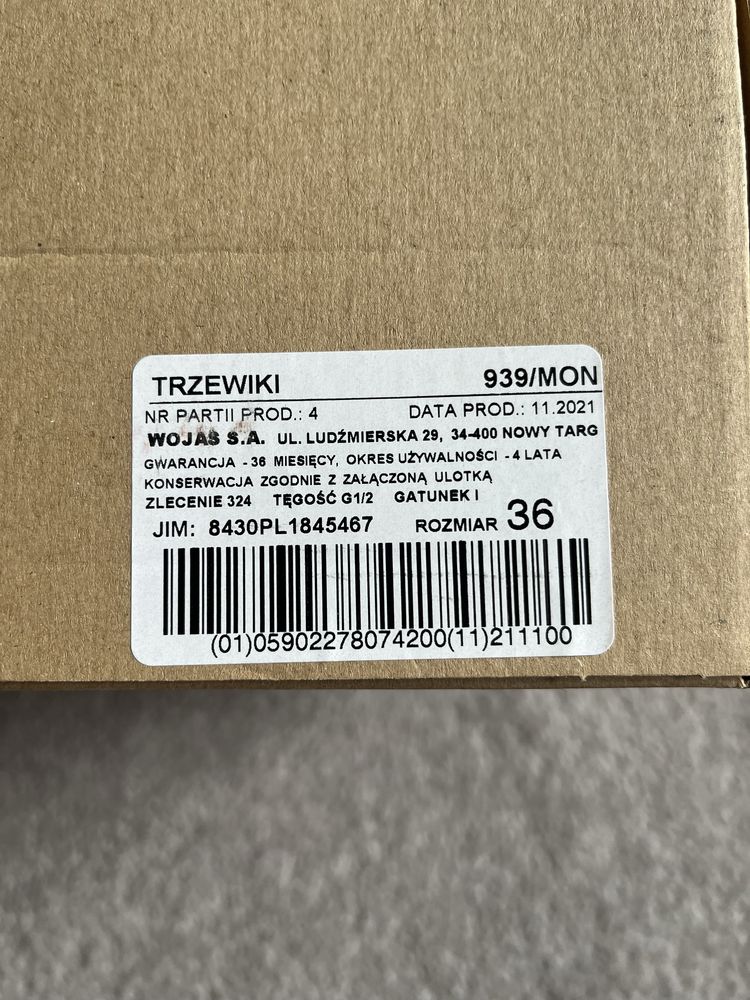 TRZEWIKI 939/MON
NR PARTII PROD.: 4 DATA PROD.: 11.2021
WOJAS S.A. UL. LUDŹMIERSKA 29, 34-400 NOWY TARG
GWARANCJA - 36 MIESIĘCY, OKRES UŻYWALNOŚCI - 4 LATA
KONSERWACJA ZGODNIE Z ZAŁĄCZONĄ ULOTKĄ
ZLECENIE 324 TĘGOŚĆ G1/2 GATUNEK I
JIM: 8430PL1845467 ROZMIAR 36
(01)05902278074200(11)211100